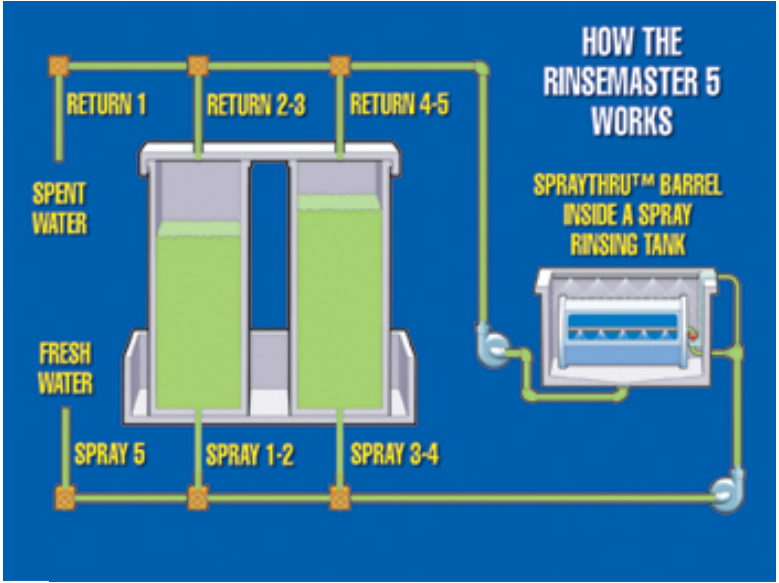 HOW THE
RINSEMASTER 5
WORKS
RETURN 1
RETURN 2-3
RETURN 4-5
SPENT
WATER
SPRAYTHRU™ BARREL
INSIDE A SPRAY
RINSING TANK
FRESH
WATER
SPRAY 5
SPRAY 1-2
SPRAY 3-4